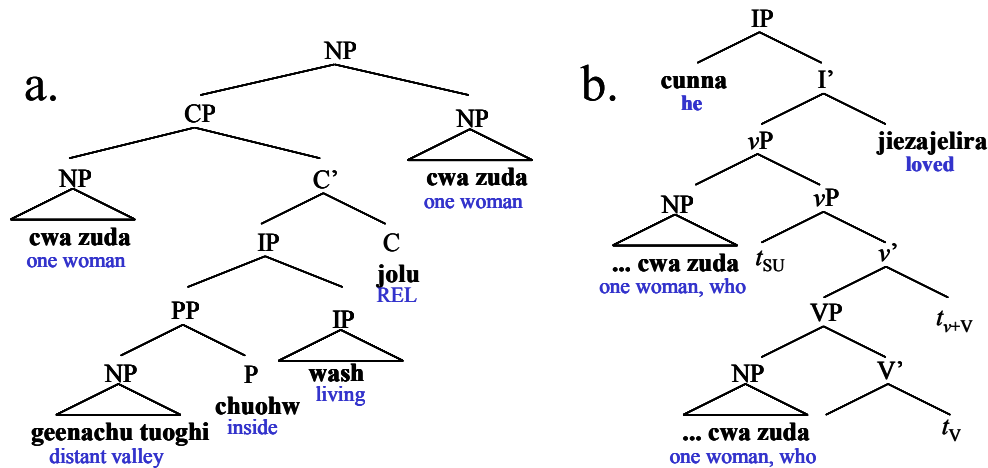 a.
NP
CP
NP
cwa zuda
one woman
NP
cwa zuda
one woman
C’
IP
C
jolu
REL
PP
IP
wash
living
NP
geenachu tuoghi
distant valley
P
chuohw
inside
b.
IP
cunna
he
I’
vP
jiezajelira
loved
NP
... cwa zuda
one woman, who
vP
tSU
v’
VP
tv+V
NP
... cwa zuda
one woman, who
V’
tV